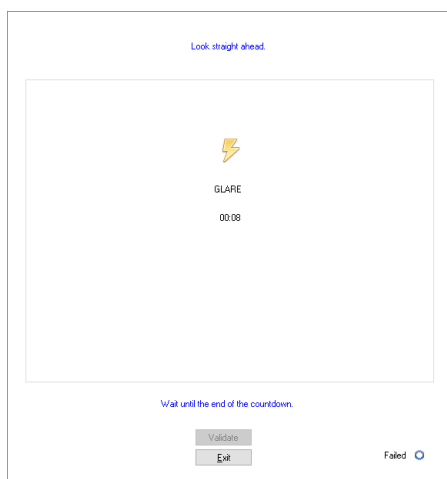 Look straight ahead.
GLARE
00:08
Wait until the end of the countdown.
Validate
Exit
Failed